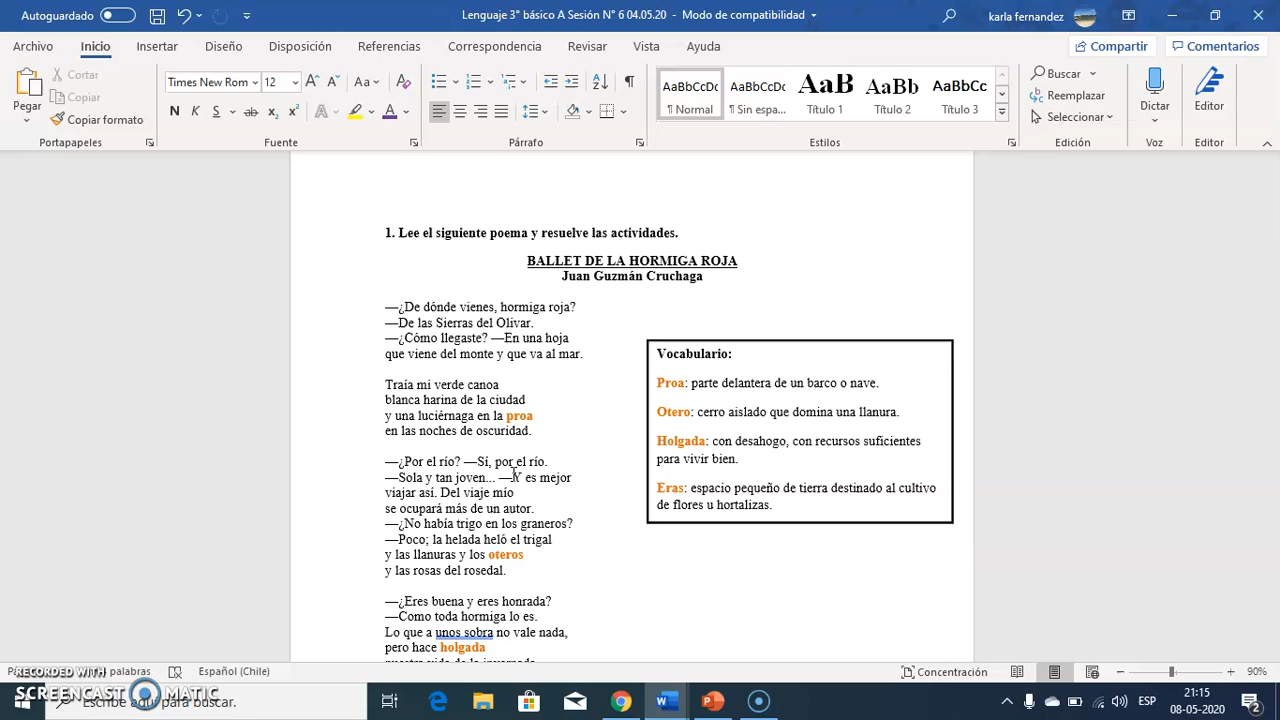 Autoguardado
Lenguaje 3° básico A Sesión N° 6 04.05.20 - Modo de compatibilidad
karla fernandez
Archivo Inicio Insertar Diseño Disposición Referencias Correspondencia Revisar Vista Ayuda Compartir Comentarios
Pegar
Cortar
Copiar
Copiar formato
Portapapeles
Times New Rom 12
N K S ab x₂ x²
Fuente
Párrafo
AaBbCcDc AaBbCcDc AaB AaBbC AaBbCc
¶ Normal ¶ Sin espa... Título 1 Título 2 Título 3
Estilos
Buscar
Reemplazar
Seleccionar
Edición
Dictar
Voz
Editor
Editor
1. Lee el siguiente poema y resuelve las actividades.
BALLET DE LA HORMIGA ROJA
Juan Guzmán Cruchaga
—¿De dónde vienes, hormiga roja?
—De las Sierras del Olivar.
—¿Cómo llegaste? —En una hoja
que viene del monte y que va al mar.
Traía mi verde canoa
blanca harina de la ciudad
y una luciérnaga en la proa
en las noches de oscuridad.
—¿Por el río? —Sí, por el río.
—Sola y tan joven... —Y es mejor
viajar así. Del viaje mío
se ocupará más de un autor.
—¿No había trigo en los graneros?
—Poco; la helada heló el trigal
y las llanuras y los oteros
y las rosas del rosedal.
—¿Eres buena y eres honrada?
—Como toda hormiga lo es.
Lo que a unos sobra no vale nada,
pero hace holgada
Vocabulario:
Proa: parte delantera de un barco o nave.
Otero: cerro aislado que domina una llanura.
Holgada: con desahogo, con recursos suficientes
para vivir bien.
Eras: espacio pequeño de tierra destinado al cultivo
de flores u hortalizas.
palabras
Español (Chile)
Concentración
90%
RECORDED WITH
SCREENCAST MATIC
Escribe aquí para buscar.
ESP
21:15
08-05-2020
2